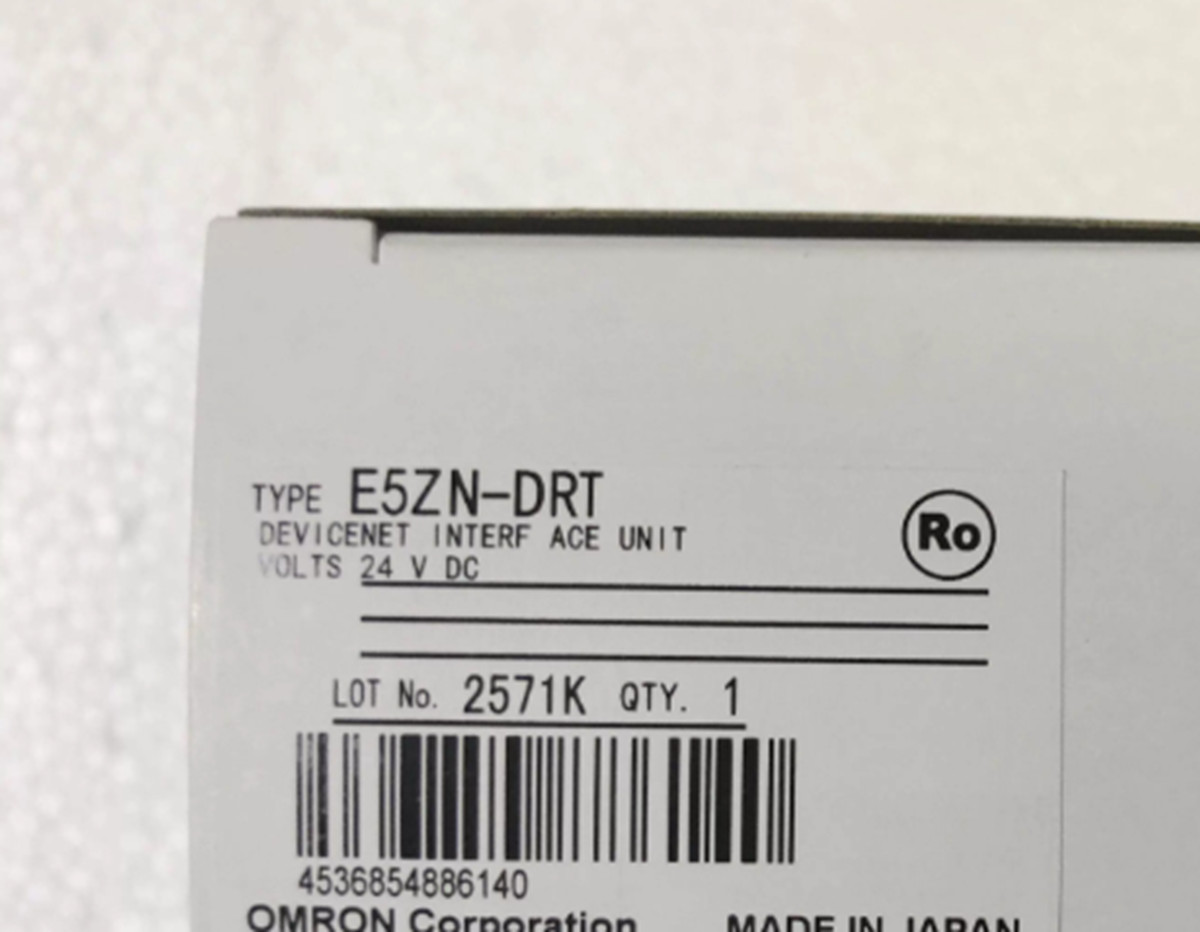 TYPE E5ZN-DRT
DEVICENET INTERF ACE UNIT
Ro
VOLTS 24 V DC
LOT No. 2571K QTY. 1
4536854886140
OMRON Corporation MADE IN JAPAN